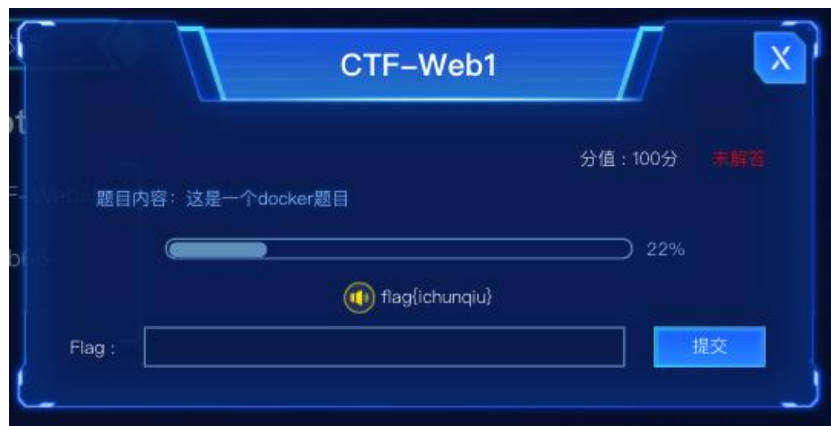 CTF-Web1
X
分值：100分 未解答
题目内容：这是一个docker题目
22%
flag{ichunqiu}
Flag：
提交